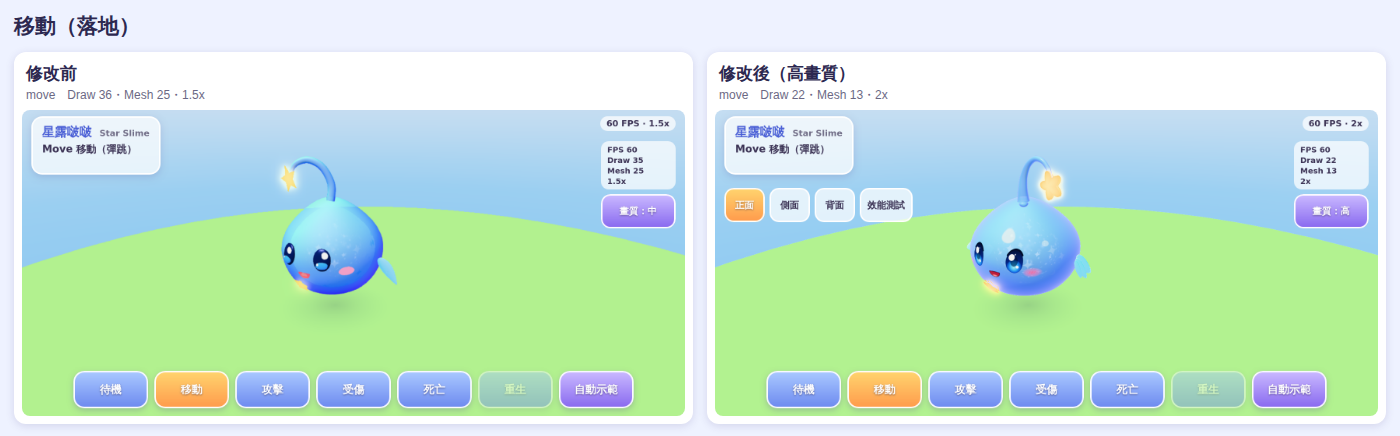 移動（落地）
修改前
move Draw 36・Mesh 25・1.5x
星露啵啵 Star Slime
Move 移動（彈跳）
60 FPS · 1.5x
FPS 60
Draw 35
Mesh 25
1.5x
畫質：中
待機
移動
攻擊
受傷
死亡
重生
自動示範
修改後（高畫質）
move Draw 22・Mesh 13・2x
星露啵啵 Star Slime
Move 移動（彈跳）
60 FPS · 2x
FPS 60
Draw 22
Mesh 13
2x
正面
側面
背面
效能測試
畫質：高
待機
移動
攻擊
受傷
死亡
重生
自動示範